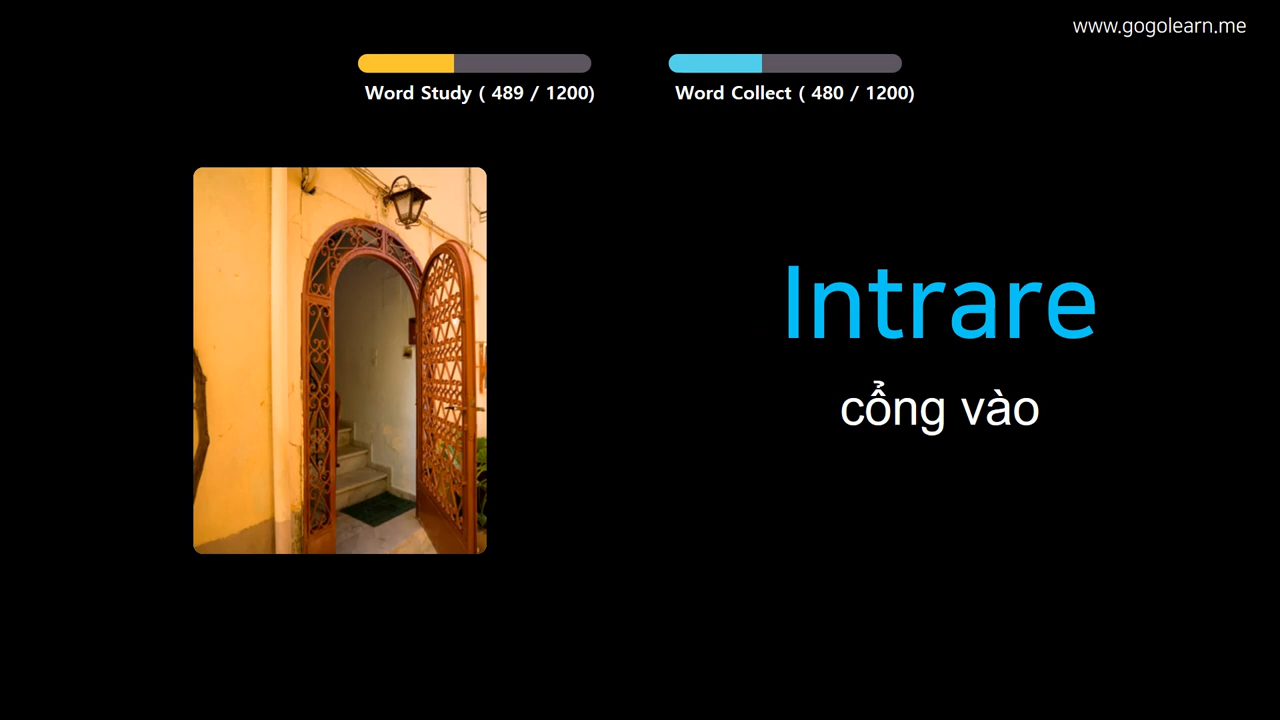 www.gogolearn.me
Word Study ( 489 / 1200)
Word Collect ( 480 / 1200)
Intrare
cổng vào